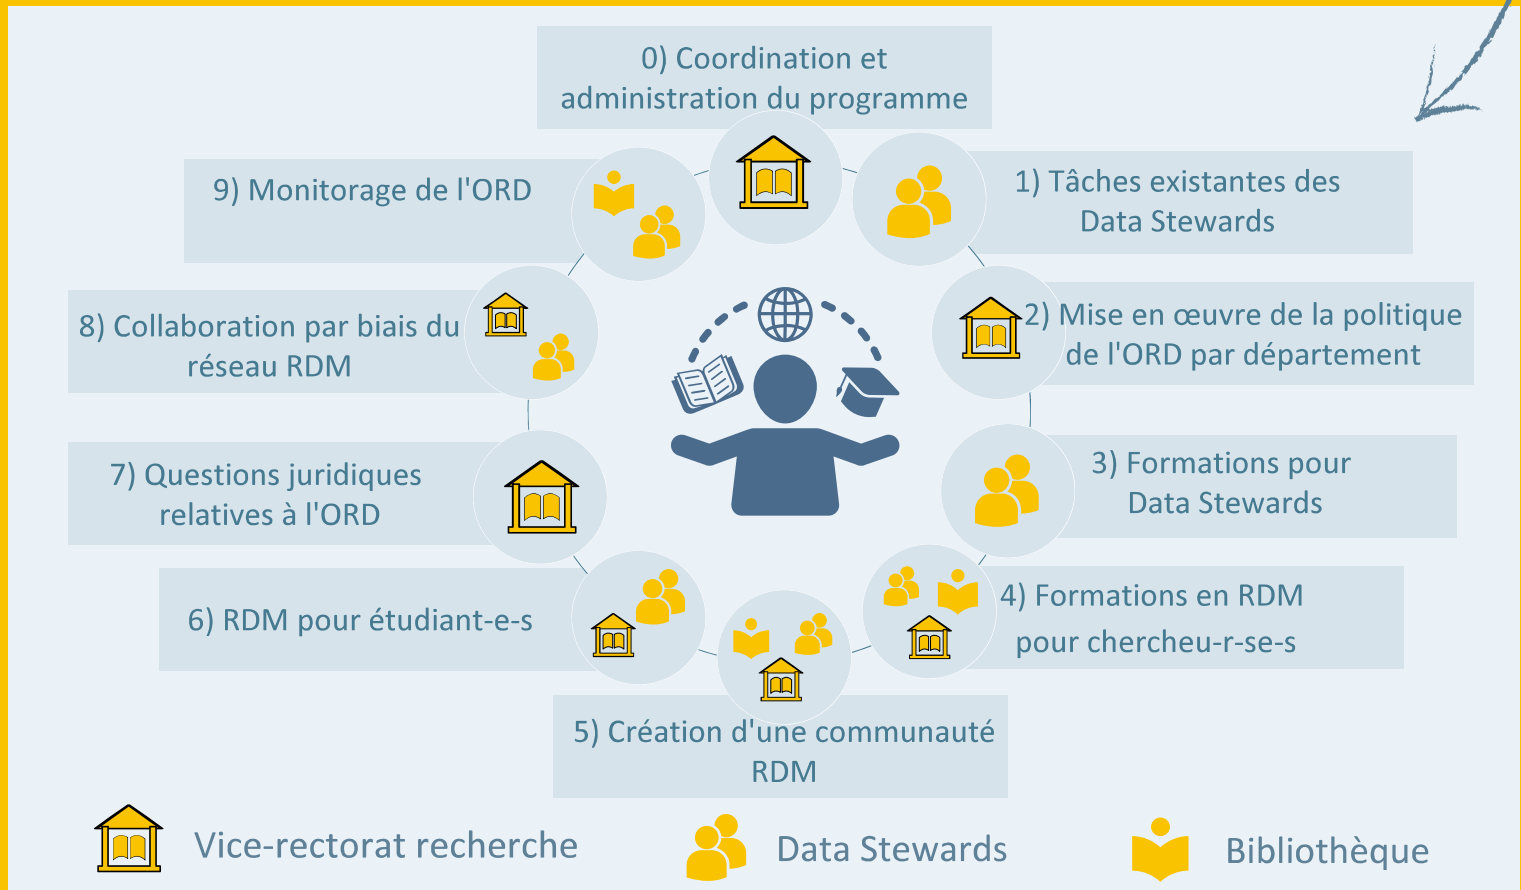 0) Coordination et
administration du programme
1) Tâches existantes des
Data Stewards
2) Mise en œuvre de la politique
de l'ORD par département
3) Formations pour
Data Stewards
4) Formations en RDM
pour chercheu-r-se-s
5) Création d'une communauté
RDM
6) RDM pour étudiant-e-s
7) Questions juridiques
relatives à l'ORD
8) Collaboration par biais du
réseau RDM
9) Monitorage de l'ORD
Vice-rectorat recherche
Data Stewards
Bibliothèque